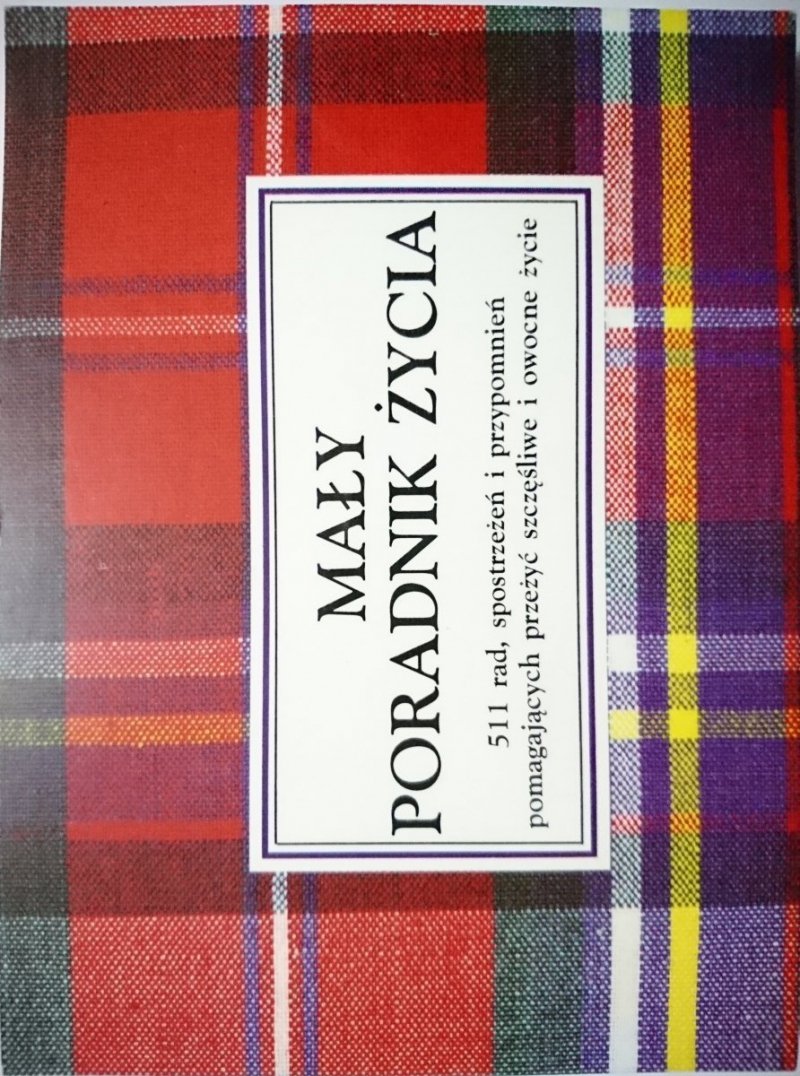 MAŁY
PORADNIK ŻYCIA
511 rad, spostrzeżeń i przypomnień
pomagających przeżyć szczęśliwe i owocne życie